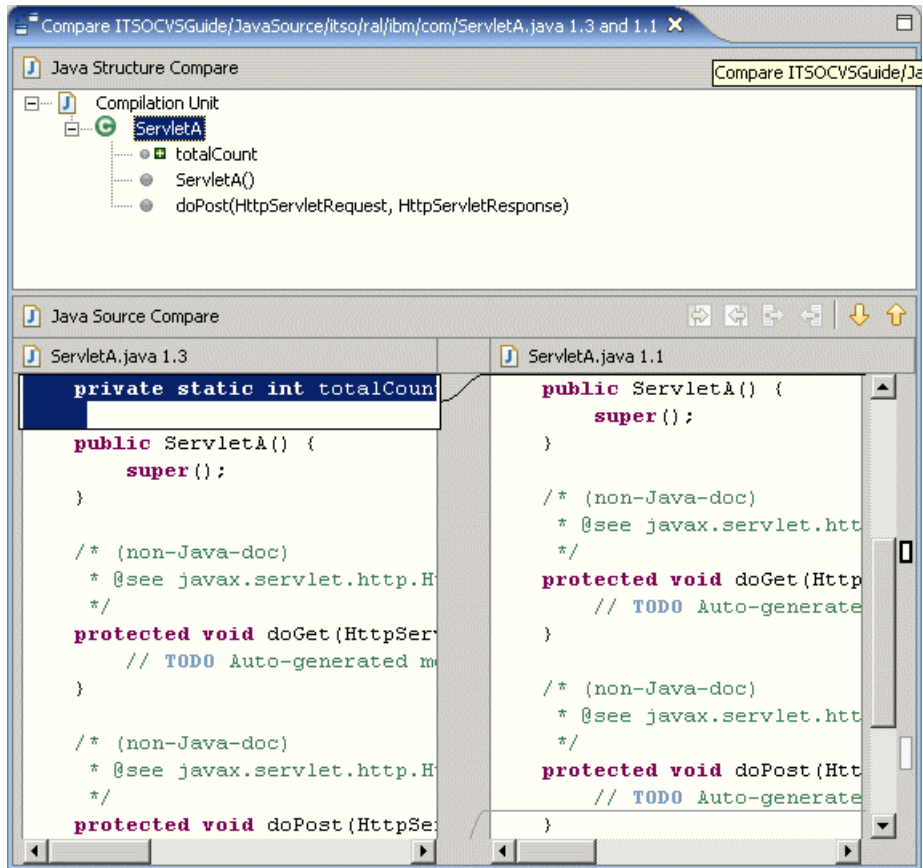 Compare ITSOCVSGuide/JavaSource/itso/ral/ibm/com/ServletA.java 1.3 and 1.1
Java Structure Compare
Compare ITSOCVSGuide/Ja
Compilation Unit
ServletA
totalCount
ServletA()
doPost(HttpServletRequest, HttpServletResponse)
Java Source Compare
ServletA.java 1.3
private static int totalCoun
public ServletA() {
super();
}
/* (non-Java-doc)
* @see javax.servlet.http.H
*/
protected void doGet(HttpSer
// TODO Auto-generated m
}
/* (non-Java-doc)
* @see javax.servlet.http.H
*/
protected void doPost(HttpSe
ServletA.java 1.1
public ServletA() {
super();
}
/* (non-Java-doc)
* @see javax.servlet.htt
*/
protected void doGet(Http
// TODO Auto-generate
}
/* (non-Java-doc)
* @see javax.servlet.htt
*/
protected void doPost(Htt
// TODO Auto-generate
}